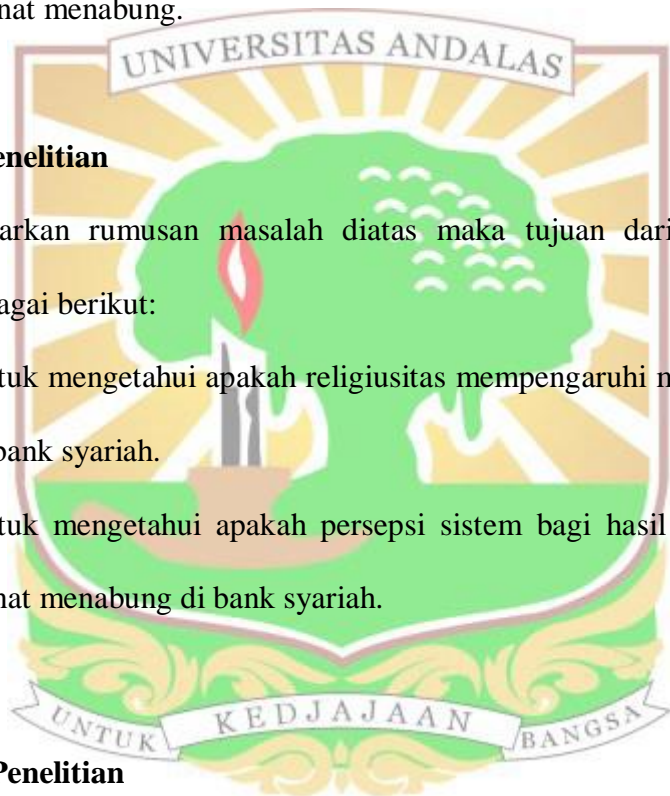 nat menabung.
UNIVERSITAS ANDALAS
enelitian
arkan rumusan masalah diatas maka tujuan dari
agai berikut:
tuk mengetahui apakah religiusitas mempengaruhi m
bank syariah.
tuk mengetahui apakah persepsi sistem bagi hasil
nat menabung di bank syariah.
UNTUK KEDJAJAAN BANGSA
Penelitian